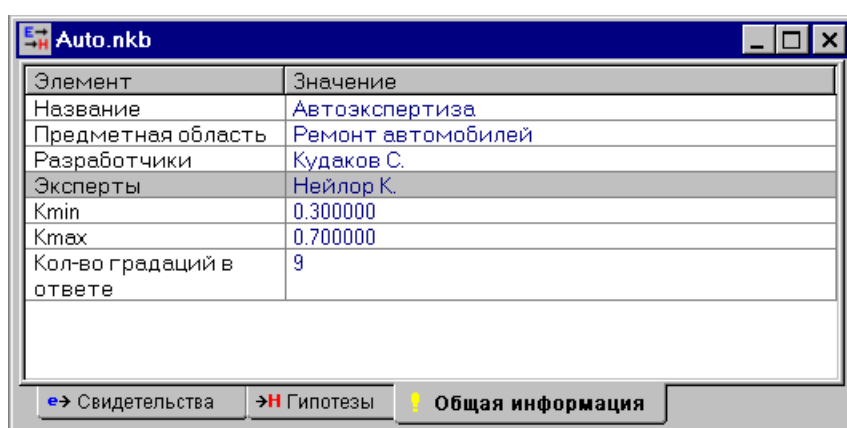 E→ →H Auto.nkb
Элемент Значение
Название Автоэкспертиза
Предметная область Ремонт автомобилей
Разработчики Кудаков С.
Эксперты Нейлор К.
Kmin 0.300000
Kmax 0.700000
Кол-во градаций в 9
ответе
e→ Свидетельства →H Гипотезы ! Общая информация